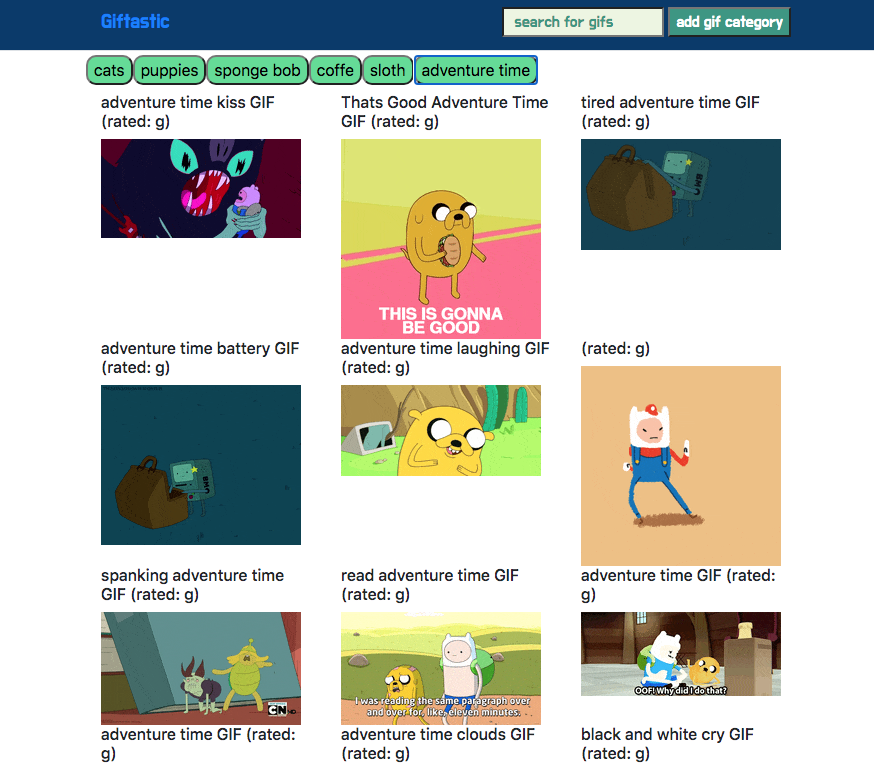 Giftastic
search for gifs
add gif category
cats puppies sponge bob coffe sloth adventure time
adventure time kiss GIF
(rated: g)
Thats Good Adventure Time
GIF (rated: g)
tired adventure time GIF
(rated: g)
BMO
THIS IS GONNA
BE GOOD
adventure time battery GIF
(rated: g)
adventure time laughing GIF
(rated: g)
(rated: g)
BMO
spanking adventure time
GIF (rated: g)
read adventure time GIF
(rated: g)
adventure time GIF (rated:
g)
CN
I was reading the same paragraph over
and over for, like, eleven minutes.
OOF! Why did I do that?
adventure time GIF (rated:
g)
adventure time clouds GIF
(rated: g)
black and white cry GIF
(rated: g)